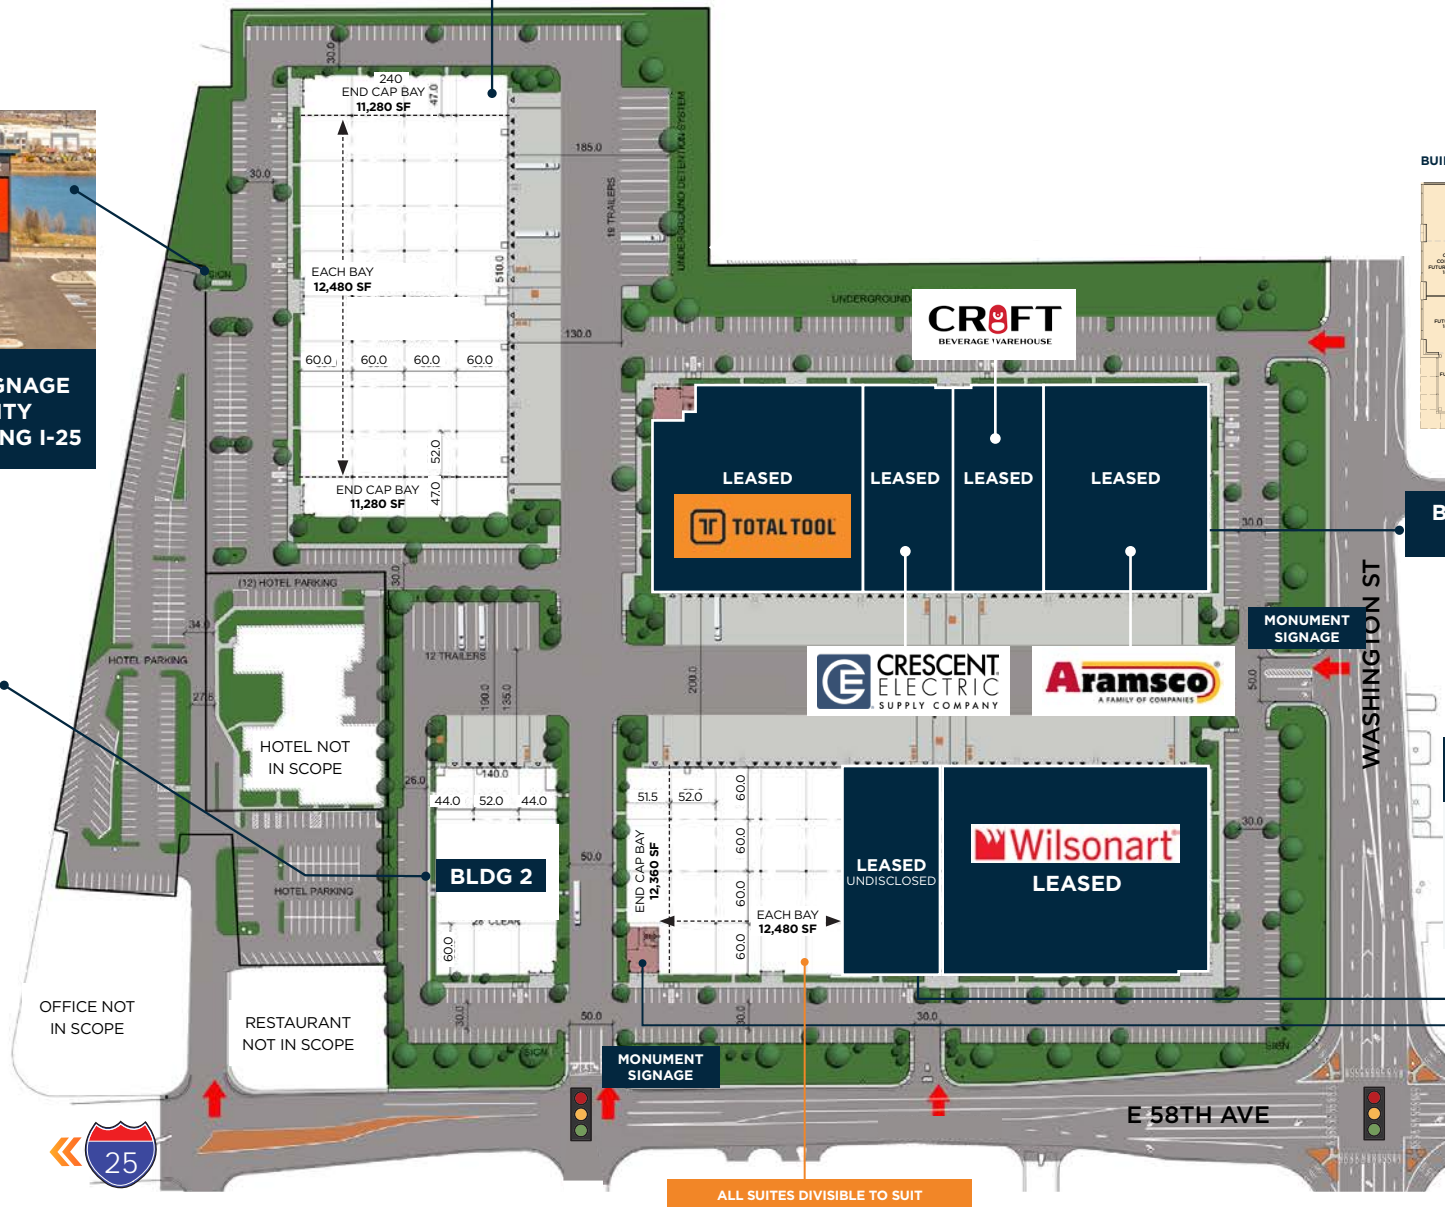 30.0
240
END CAP BAY
11,280 SF
47.0
185.0
19 TRAILERS
UNDERGROUND DETENTION SYSTEM
30.0
SIGN
EACH BAY
12,480 SF
510.0
130.0
60.0
60.0
60.0
60.0
52.0
47.0
END CAP BAY
11,280 SF
GNAGE
ITY
NG I-25
BUI
UNDERGROUND
CRAFT
BEVERAGE WAREHOUSE
LEASED
TOTAL TOOL
LEASED
LEASED
LEASED
30.0
B
WASHINGTON ST
MONUMENT
SIGNAGE
50.0
(12) HOTEL PARKING
30.0
34.0
HOTEL PARKING
27.5
12 TRAILERS
190.0
135.0
200.0
CRESCENT
ELECTRIC
SUPPLY COMPANY
Aramsco
A FAMILY OF COMPANIES
HOTEL NOT
IN SCOPE
26.0
140.0
44.0
52.0
44.0
BLDG 2
28' CLEAR
60.0
50.0
51.5
52.0
60.0
60.0
60.0
60.0
END CAP BAY
12,360 SF
EACH BAY
12,480 SF
LEASED
UNDISCLOSED
Wilsonart
LEASED
30.0
HOTEL PARKING
OFFICE NOT
IN SCOPE
RESTAURANT
NOT IN SCOPE
30.0
50.0
30.0
30.0
SIGN
SIGN
MONUMENT
SIGNAGE
E 58TH AVE
25
ALL SUITES DIVISIBLE TO SUIT